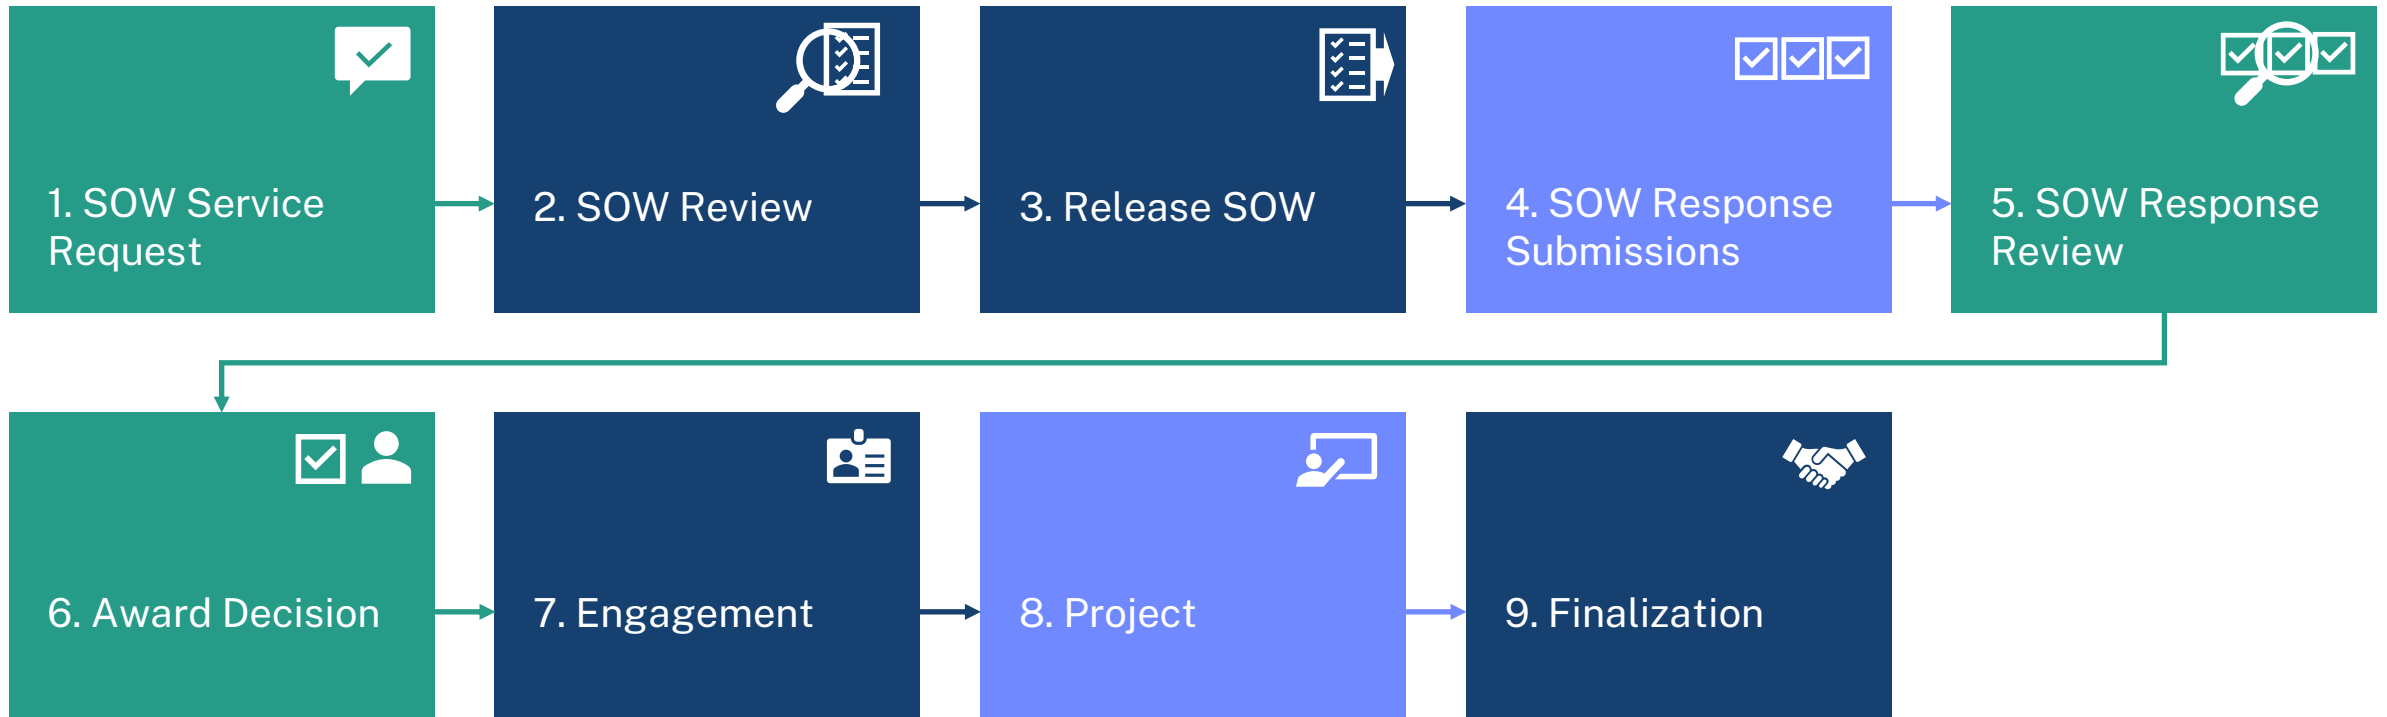 1. SOW Service
Request
2. SOW Review
3. Release SOW
4. SOW Response
Submissions
5. SOW Response
Review
6. Award Decision
7. Engagement
8. Project
9. Finalization